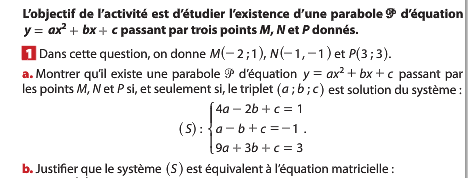 L'objectif de l'activité est d'étudier l'existence d'une parabole 𝒫 d'équation
y = ax² + bx + c passant par trois points M, N et P donnés.
1 Dans cette question, on donne M(−2 ; 1), N(−1, −1) et P(3 ; 3).
a. Montrer qu'il existe une parabole 𝒫 d'équation y = ax² + bx + c passant par
les points M, N et P si, et seulement si, le triplet (a ; b ; c) est solution du système :
(S) : { 4a − 2b + c = 1
a − b + c = −1 .
9a + 3b + c = 3
b. Justifier que le système (S) est équivalent à l'équation matricielle :